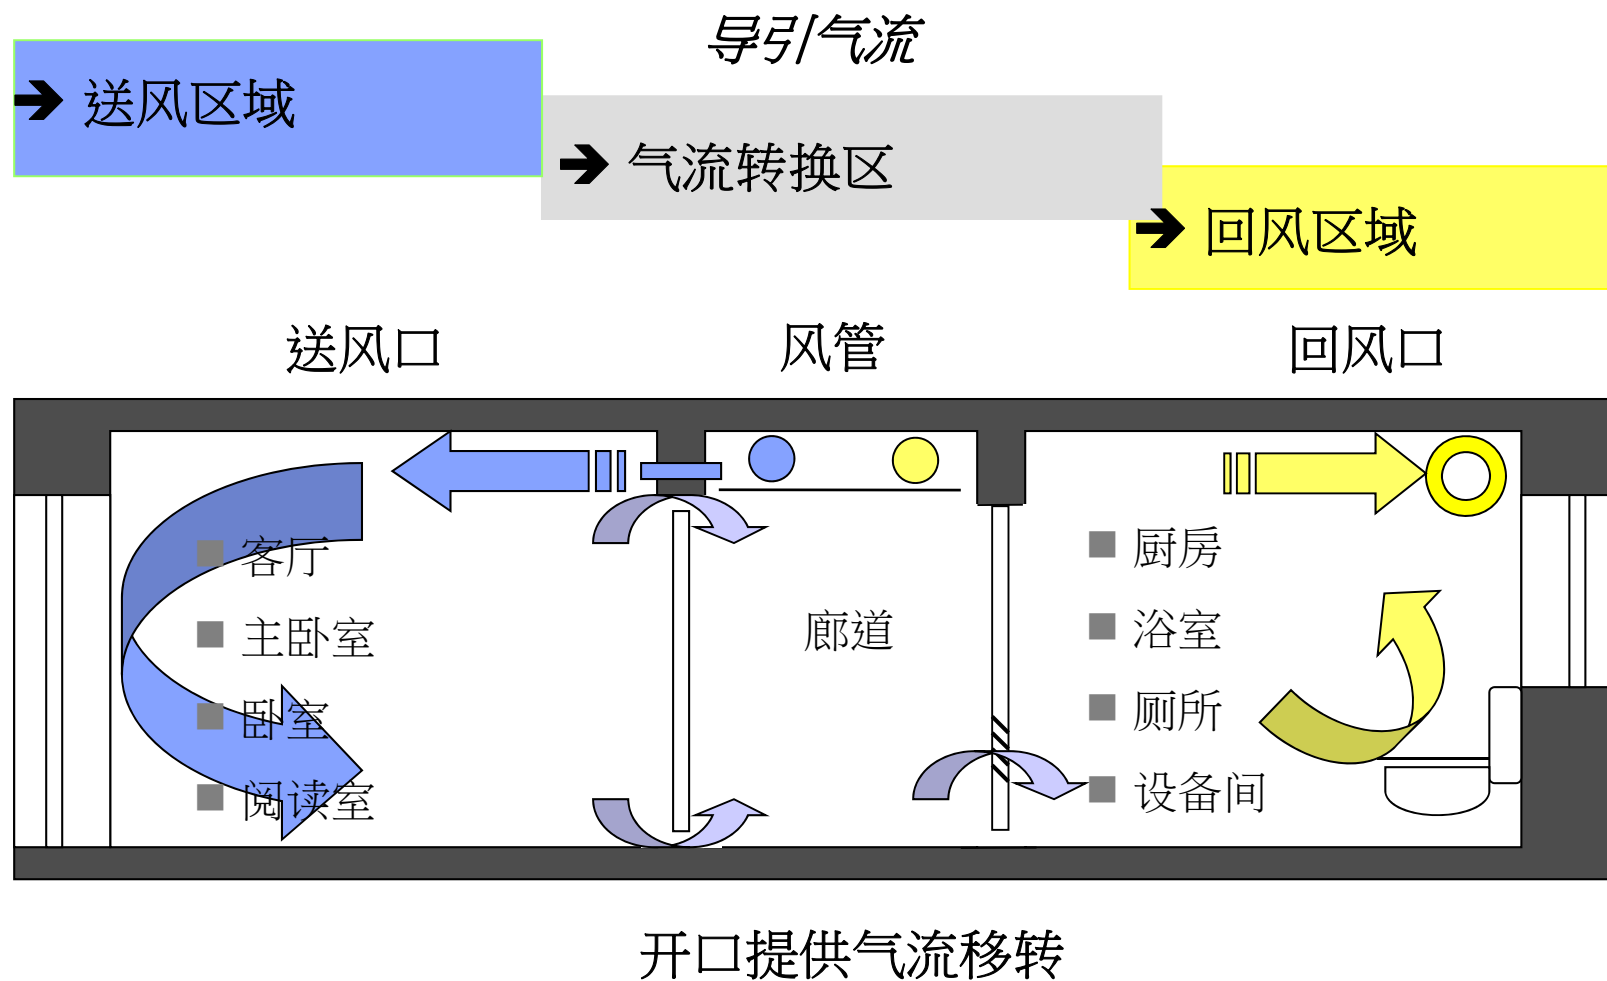 导引气流
送风区域
气流转换区
回风区域
送风口
风管
回风口
客厅
主卧室
卧室
阅读室
廊道
厨房
浴室
厕所
设备间
开口提供气流移转